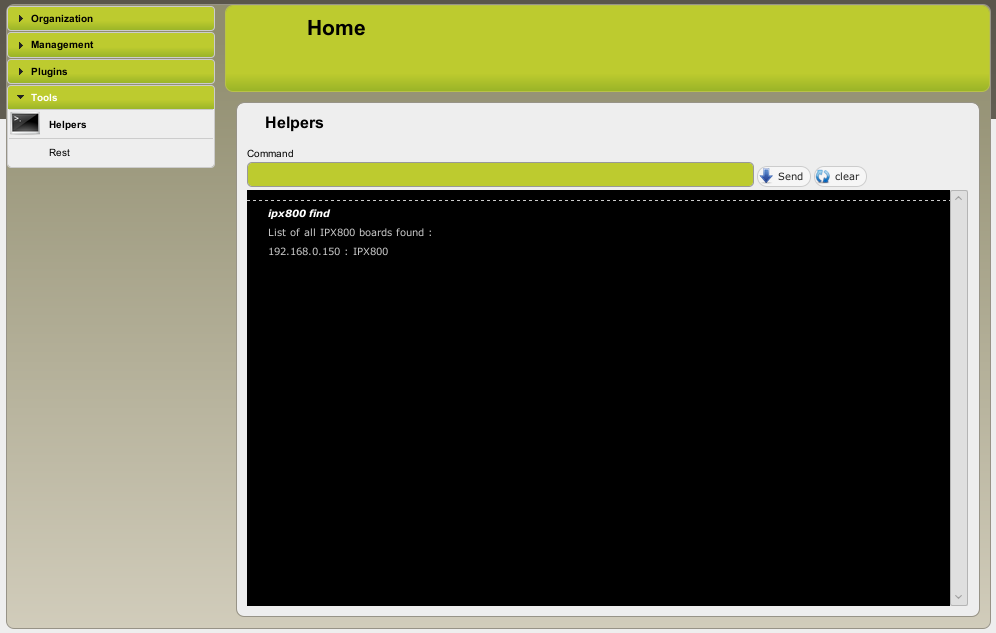 Organization
Management
Plugins
Tools
>_
Helpers
Rest
Home
Helpers
Command
Send
clear
ipx800 find
List of all IPX800 boards found :
192.168.0.150 : IPX800